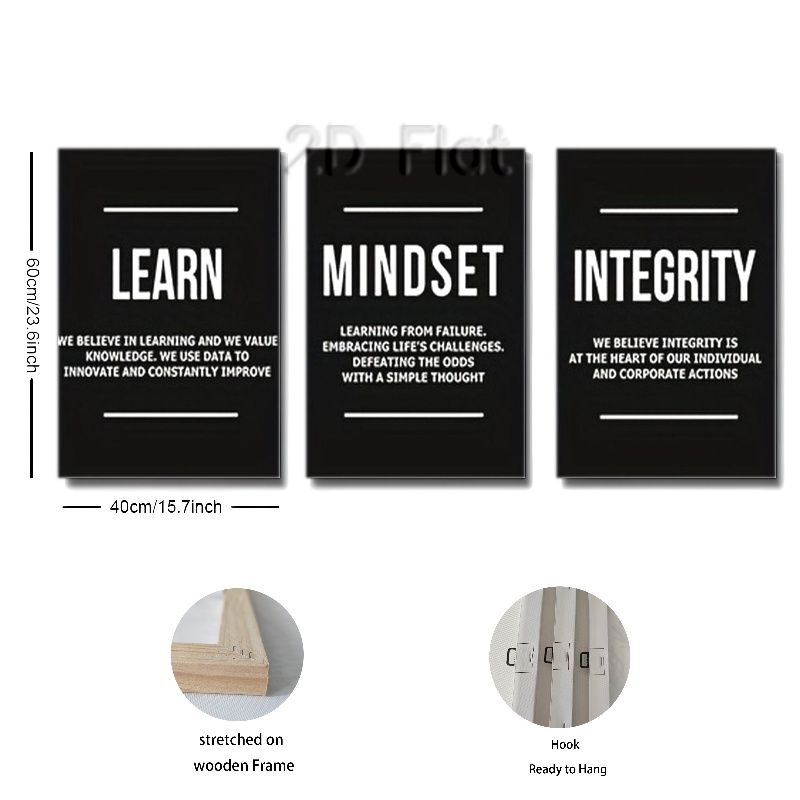 2D Flat
LEARN
WE BELIEVE IN LEARNING AND WE VALUE
KNOWLEDGE. WE USE DATA TO
INNOVATE AND CONSTANTLY IMPROVE
MINDSET
LEARNING FROM FAILURE.
EMBRACING LIFE'S CHALLENGES.
DEFEATING THE ODDS
WITH A SIMPLE THOUGHT
INTEGRITY
WE BELIEVE INTEGRITY IS
AT THE HEART OF OUR INDIVIDUAL
AND CORPORATE ACTIONS
60cm/23.6inch
40cm/15.7inch
stretched on
wooden Frame
Hook
Ready to Hang